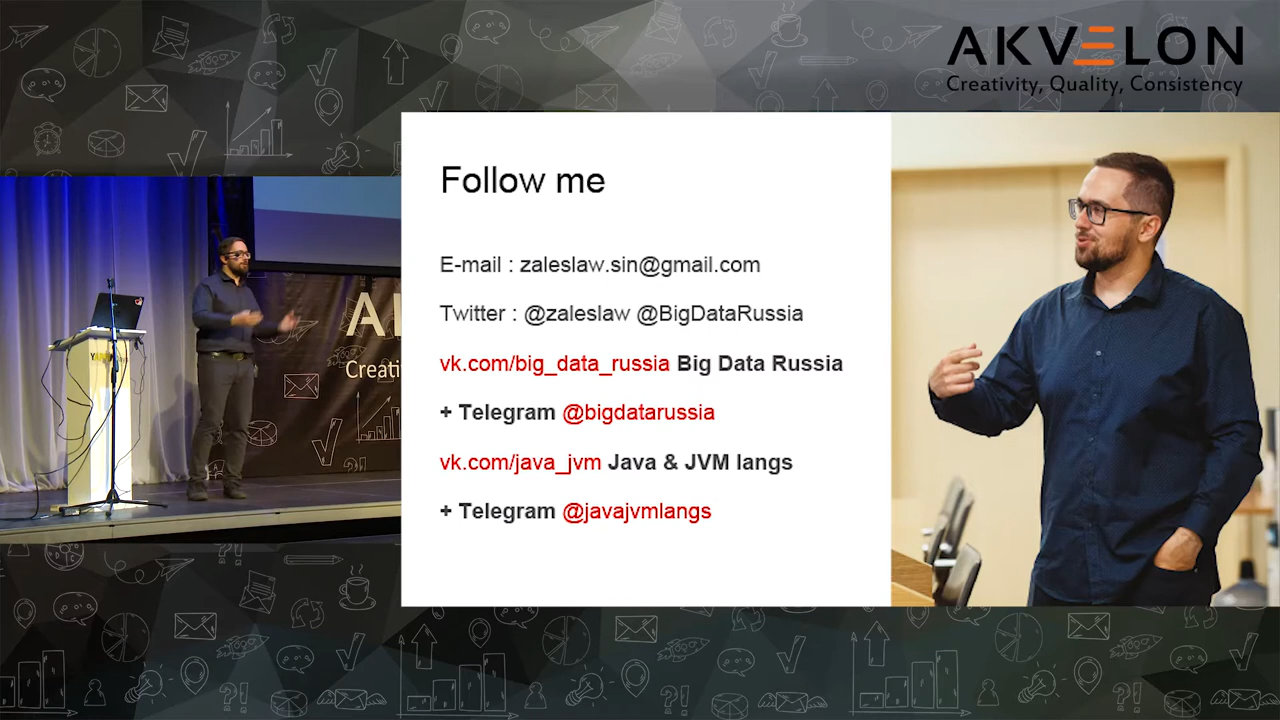 AKVELON
Creativity, Quality, Consistency
Follow me
E-mail : zaleslaw.sin@gmail.com
Twitter : @zaleslaw @BigDataRussia
vk.com/big_data_russia Big Data Russia
+ Telegram @bigdatarussia
vk.com/java_jvm Java & JVM langs
+ Telegram @javajvmlangs
A
Creati